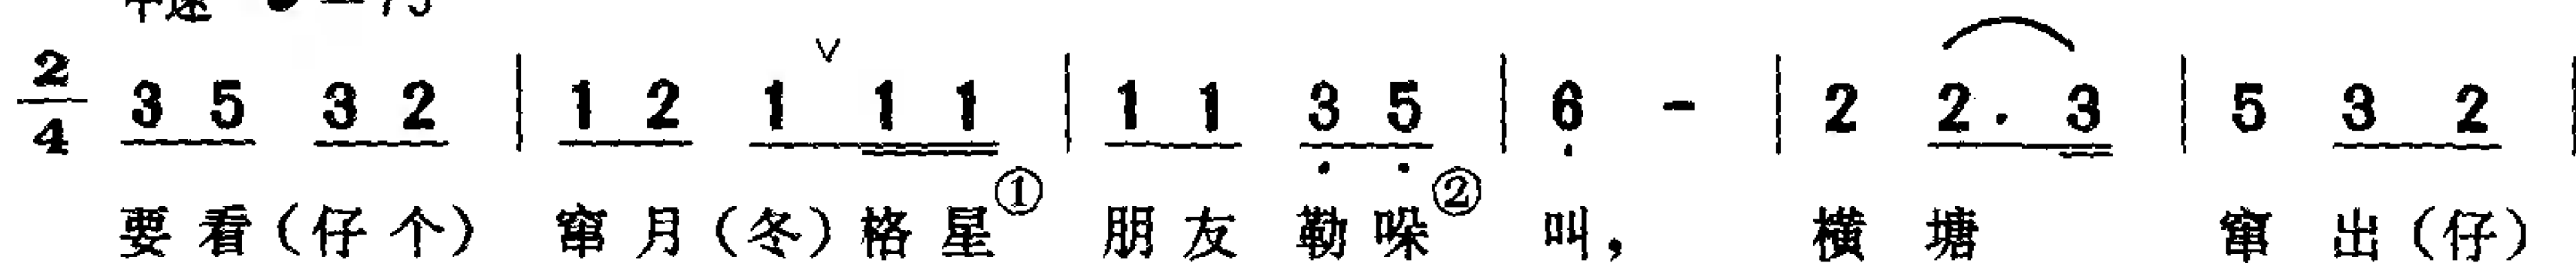 2/4 3 5 3 2 | 1 2 1 ∨ 1 1 | 1 1 3 5 | 6 - | 2 2. 3 | 5 3 2 |
要看(仔个) 窜月(冬)格星① 朋友勒哚②叫, 横塘 窜出(仔)